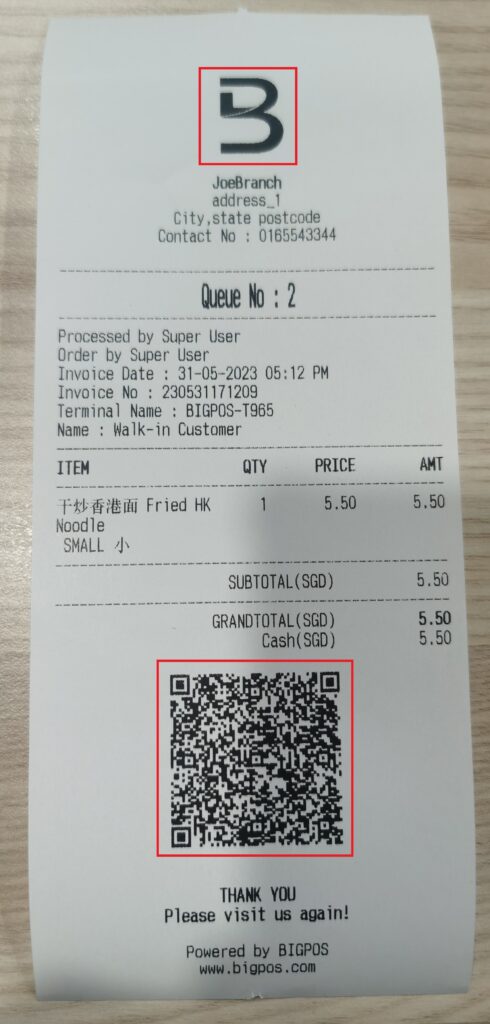 B
JoeBranch
address_1
City,state postcode
Contact No : 0165543344
Queue No : 2
Processed by Super User
Order by Super User
Invoice Date : 31-05-2023 05:12 PM
Invoice No : 230531171209
Terminal Name : BIGPOS-T965
Name : Walk-in Customer
ITEM QTY PRICE AMT
干炒香港面 Fried HK 1 5.50 5.50
Noodle
SMALL 小
SUBTOTAL(SGD) 5.50
GRANDTOTAL(SGD) 5.50
Cash(SGD) 5.50
THANK YOU
Please visit us again!
Powered by BIGPOS
www.bigpos.com